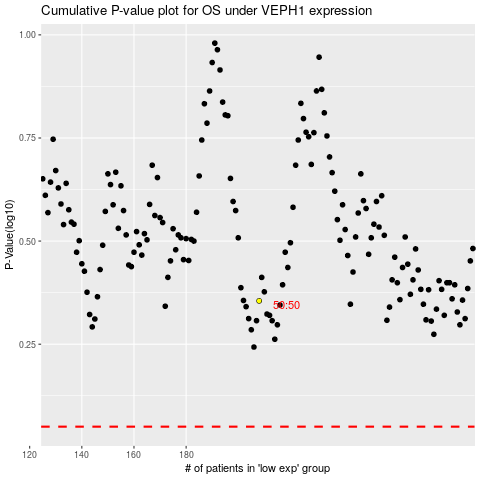 Cumulative P-value plot for OS under VEPH1 expression
P-Value(log10)
1.00
0.75
0.50
0.25
50:50
120 140 160 180
# of patients in 'low exp' group